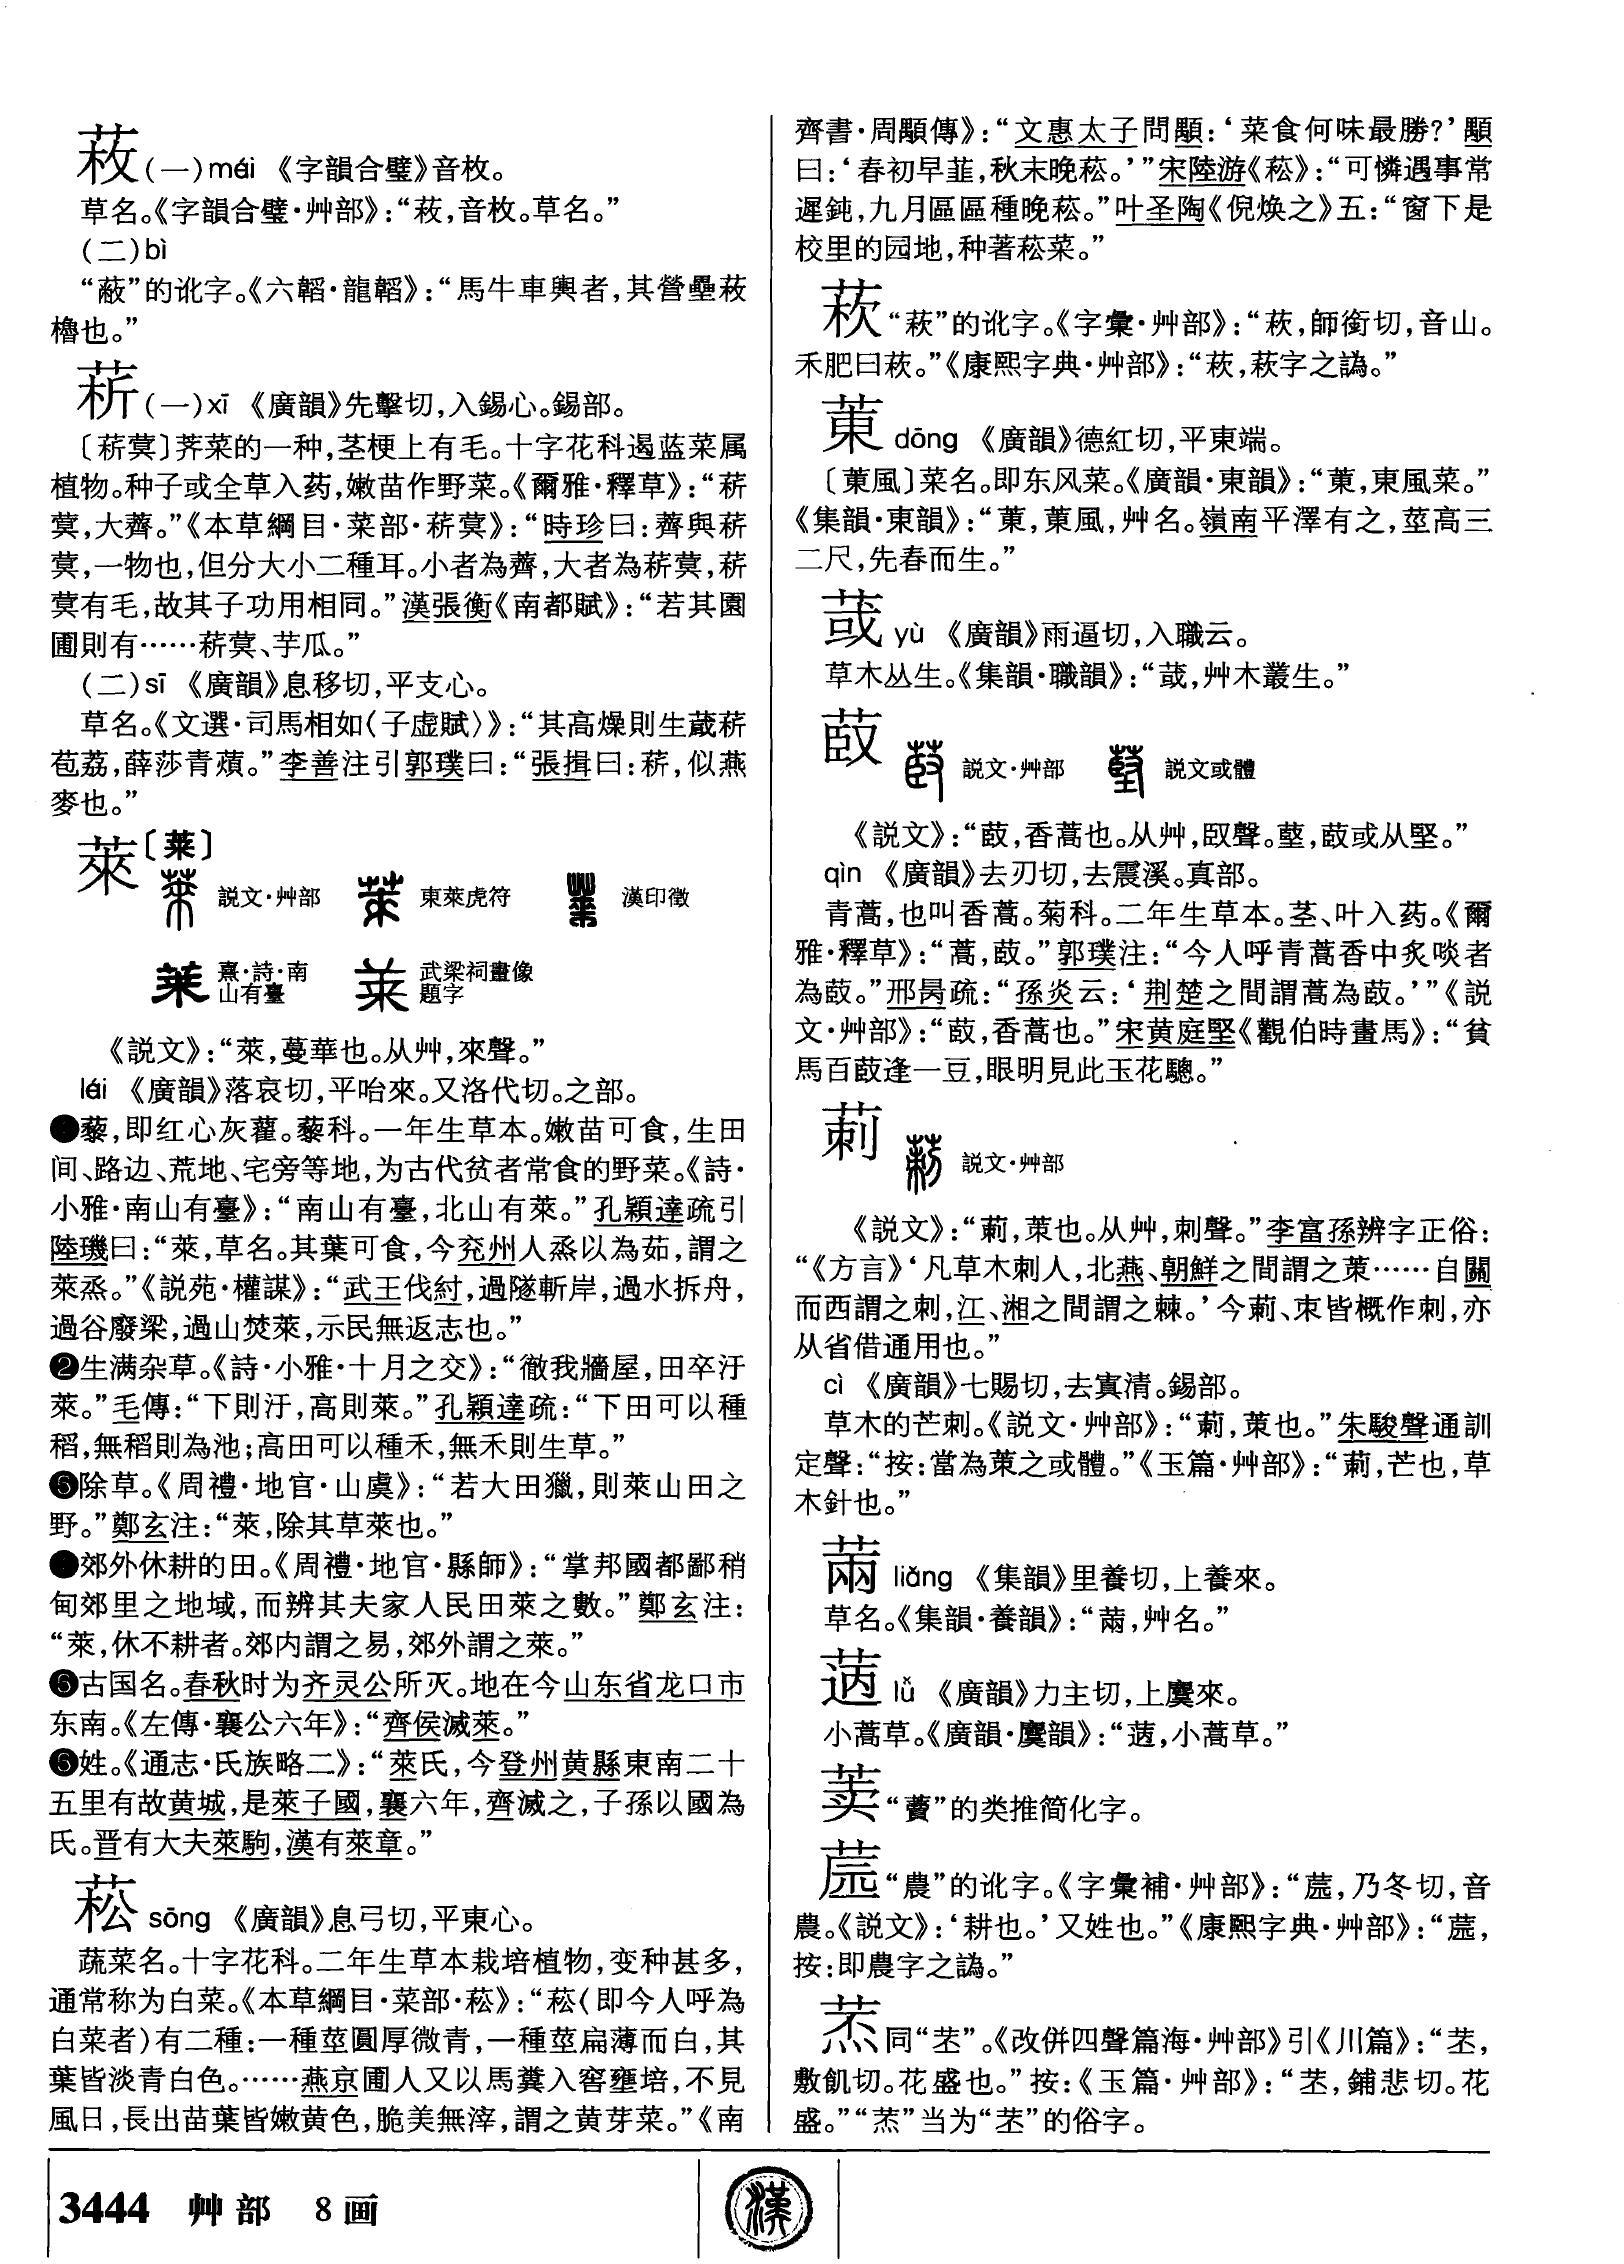 莻(一)mái 《字韻合璧》音枚。
草名。《字韻合璧·艸部》：“䓺，音枚。草名。”
(二)bì
“蔽”的讹字。《六韜·龍韜》：“馬牛車輿者，其營壘䓺
櫓也。”
菥(一)xī 《廣韻》先擊切，入錫心。錫部。
〔菥蓂〕荠菜的一种，茎梗上有毛。十字花科遏蓝菜属
植物。种子或全草入药，嫩苗作野菜。《爾雅·釋草》：“菥
蓂，大薺。”《本草綱目·菜部·菥蓂》：“時珍曰：薺與菥
蓂，一物也，但分大小二種耳。小者為薺，大者為菥蓂，菥
蓂有毛，故其子功用相同。”漢張衡《南都賦》：“若其園
圃則有……菥蓂、芋瓜。”
(二)sī 《廣韻》息移切，平支心。
草名。《文選·司馬相如〈子虛賦〉》：“其高燥則生葴菥
苞荔，薛莎青薠。”李善注引郭璞曰：“張揖曰：菥，似燕
麥也。”
萊〔莱〕
説文·艸部 東萊虎符 漢印徵
熹·詩·南山有臺 武梁祠畫像題字
《説文》：“萊，蔓華也。从艸，來聲。”
lái 《廣韻》落哀切，平咍來。又洛代切。之部。
❶藜，即红心灰藋。藜科。一年生草本。嫩苗可食，生田
间、路边、荒地、宅旁等地，为古代贫者常食的野菜。《詩·
小雅·南山有臺》：“南山有臺，北山有萊。”孔穎達疏引
陸璣曰：“萊，草名。其葉可食，今兖州人烝以為茹，謂之
萊烝。”《説苑·權謀》：“武王伐紂，過隧斬岸，過水折舟，
過谷廢梁，過山焚萊，示民無返志也。”
❷生满杂草。《詩·小雅·十月之交》：“徹我牆屋，田卒汙
萊。”毛傳：“下則汙，高則萊。”孔穎達疏：“下田可以種
稻，無稻則為池；高田可以種禾，無禾則生草。”
❸除草。《周禮·地官·山虞》：“若大田獵，則萊山田之
野。”鄭玄注：“萊，除其草萊也。”
❹郊外休耕的田。《周禮·地官·縣師》：“掌邦國都鄙稍
甸郊里之地域，而辨其夫家人民田萊之數。”鄭玄注：
“萊，休不耕者。郊内謂之易，郊外謂之萊。”
❺古国名。春秋时为齐灵公所灭。地在今山东省龙口市
东南。《左傳·襄公六年》：“齊侯滅萊。”
❻姓。《通志·氏族略二》：“萊氏，今登州黄縣東南二十
五里有故黄城，是萊子國，襄六年，齊滅之，子孫以國為
氏。晋有大夫萊駒，漢有萊章。”
菘 sōng 《廣韻》息弓切，平東心。
蔬菜名。十字花科。二年生草本栽培植物，变种甚多，
通常称为白菜。《本草綱目·菜部·菘》：“菘（即今人呼為
白菜者）有二種：一種莖圓厚微青，一種莖扁薄而白，其
葉皆淡青白色。……燕京圃人又以馬糞入窖壅培，不見
風日，長出苗葉皆嫩黄色，脆美無滓，謂之黄芽菜。”《南
齊書·周顒傳》：“文惠太子問顒：‘菜食何味最勝？’顒
曰：‘春初早韮，秋末晚菘。’”宋陸游《菘》：“可憐遇事常
遲鈍，九月區區種晚菘。”叶圣陶《倪焕之》五：“窗下是
校里的园地，种著菘菜。”
“萩”的讹字。《字彙·艸部》：“，師銜切，音山。
禾肥曰。”《康熙字典·艸部》：“，萩字之譌。”
菄 dōng 《廣韻》德紅切，平東端。
〔菄風〕菜名。即东风菜。《廣韻·東韻》：“菄，東風菜。”
《集韻·東韻》：“菄，菄風，艸名。嶺南平澤有之，莖高三
二尺，先春而生。”
䓊 yù 《廣韻》雨逼切，入職云。
草木丛生。《集韻·職韻》：“䓊，艸木叢生。”
菣
説文·艸部 説文或體
《説文》：“菣，香蒿也。从艸，臤聲。䕃，菣或从堅。”
qìn 《廣韻》去刃切，去震溪。真部。
青蒿，也叫香蒿。菊科。二年生草本。茎、叶入药。《爾
雅·釋草》：“蒿，菣。”郭璞注：“今人呼青蒿香中炙啖者
為菣。”邢昺疏：“孫炎云：‘荆楚之間謂蒿為菣。’”《説
文·艸部》：“菣，香蒿也。”宋黄庭堅《觀伯時畫馬》：“貧
馬百菣逢一豆，眼明見此玉花驄。”
莿
説文·艸部
《説文》：“莿，茦也。从艸，刺聲。”李富孫辨字正俗：
“《方言》‘凡草木刺人，北燕、朝鮮之間謂之茦……自關
而西謂之刺，江、湘之間謂之棘。’今莿、朿皆概作刺，亦
从省借通用也。”
cì 《廣韻》七賜切，去寘清。錫部。
草木的芒刺。《説文·艸部》：“莿，茦也。”朱駿聲通訓
定聲：“按：當為茦之或體。”《玉篇·艸部》：“莿，芒也，草
木針也。”
䓣 liǎng 《集韻》里養切，上養來。
草名。《集韻·養韻》：“䓣，艸名。”
lǚ 《廣韻》力主切，上麌來。
小蒿草。《廣韻·麌韻》：“，小蒿草。”
“藚”的类推简化字。
“農”的讹字。《字彙補·艸部》：“，乃冬切，音
農。《説文》：‘耕也。’又姓也。”《康熙字典·艸部》：“，
按：即農字之譌。”
同“䒫”。《改併四聲篇海·艸部》引《川篇》：“，
敷飢切。花盛也。”按：《玉篇·艸部》：“，鋪悲切。花
盛。”“”当为“”的俗字。
3444 艸部 8画
漢